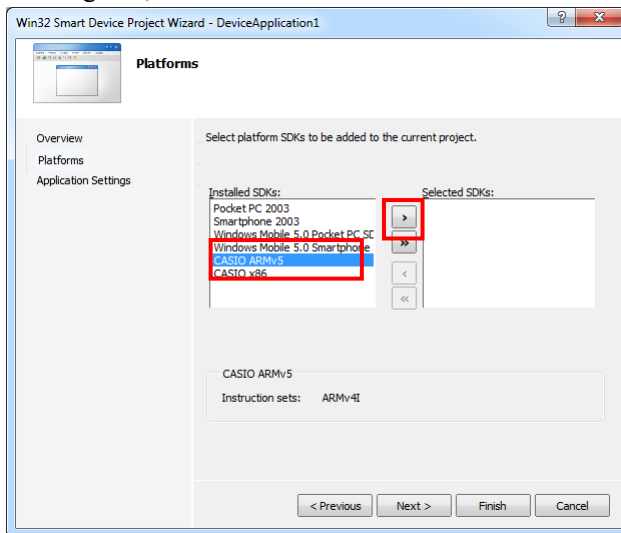 Win32 Smart Device Project Wizard - DeviceApplication1
Platforms
Overview
Platforms
Application Settings
Select platform SDKs to be added to the current project.
Installed SDKs:
Pocket PC 2003
Smartphone 2003
Windows Mobile 5.0 Pocket PC SD
Windows Mobile 5.0 Smartphone
CASIO ARMv5
CASIO x86
>
>>
<
<<
Selected SDKs:
CASIO ARMv5
Instruction sets: ARMv4I
< Previous
Next >
Finish
Cancel